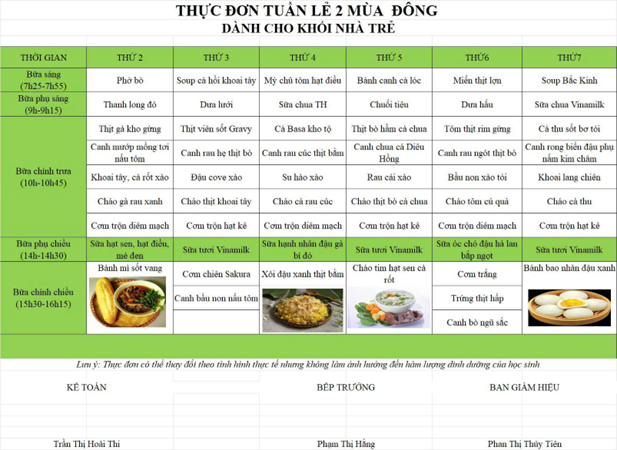 THỰC ĐƠN TUẦN LẺ 2 MÙA ĐÔNG
DÀNH CHO KHỐI NHÀ TRẺ
THỜI GIAN THỨ 2 THỨ 3 THỨ 4 THỨ 5 THỨ6 THỨ7
Bữa sáng
(7h25-7h55)
Phở bò Soup cà hồi khoai tây Mỳ chũ tôm hạt điều Bánh canh cá lóc Miến thịt lợn Soup Bắc Kinh
Bữa phụ sáng
(9h-9h15)
Thanh long đỏ Dưa lưới Sữa chua TH Chuối tiêu Dưa hấu Sữa chua Vinamilk
Bữa chính trưa
(10h-10h45)
Thịt gà kho gừng Thịt viên sốt Gravy Cá Basa kho tộ Thịt bò hầm cà chua Tôm thịt rim gừng Cá thu sốt bơ tỏi
Canh mướp mồng tơi
nấu tôm
Canh rau hẹ thịt bò Canh rau cúc thịt bằm
Canh chua cá Diêu
Hồng
Canh rau ngót thịt bò
Canh rong biển đậu phụ
nấm kim châm
Khoai tây, cà rốt xào Đậu cove xào Su hào xào Rau cải xào Bầu non xào tỏi Khoai lang chiên
Cháo gà rau xanh Cháo thịt khoai tây Cháo cá rau cúc Cháo thịt bò cà chua Cháo tôm củ quả Cháo cá thu
Cơm trộn diêm mạch Cơm trộn hạt kê Cơm trộn diêm mạch Cơm trộn hạt kê Cơm trộn diêm mạch Cơm trộn hạt kê
Bữa phụ chiều
(14h-14h30)
Sữa hạt sen, hạt điều,
mè đen
Sữa tươi Vinamilk
Sữa hạnh nhân đậu gà
bí đỏ
Sữa tươi Vinamilk
Sữa óc chó đậu hà lan
bắp ngọt
Sữa tươi Vinamilk
Bữa chính chiều
(15h30-16h15)
Bánh mì sốt vang
Cơm chiên Sakura
Canh bầu non nấu tôm
Xôi đậu xanh thịt bằm
Cháo tim hạt sen cà
rốt
Cơm trắng
Trứng thịt hấp
Canh bò ngũ sắc
Bánh bao nhân đậu xanh
Lưu ý: Thực đơn có thể thay đổi theo tình hình thực tế nhưng không làm ảnh hưởng đến hàm lượng dinh dưỡng của học sinh
KẾ TOÁN BẾP TRƯỞNG BAN GIÁM HIỆU
Trần Thị Hoài Thi Phạm Thị Hằng Phan Thị Thủy Tiên